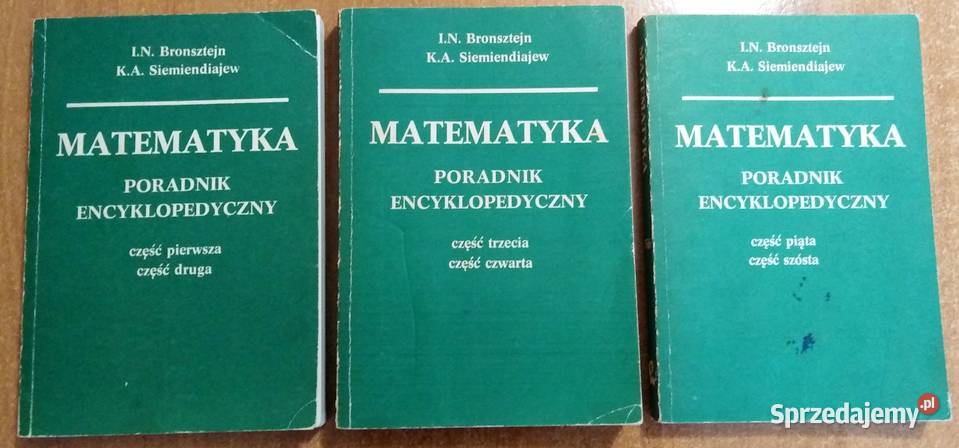 I.N. Bronsztejn
K.A. Siemiendiajew
MATEMATYKA
PORADNIK
ENCYKLOPEDYCZNY
część pierwsza
część druga
I.N. Bronsztejn
K.A. Siemiendiajew
MATEMATYKA
PORADNIK
ENCYKLOPEDYCZNY
część trzecia
część czwarta
I.N. Bronsztejn
K.A. Siemiendiajew
MATEMATYKA
PORADNIK
ENCYKLOPEDYCZNY
część piąta
część szósta
Sprzedajemy.pl